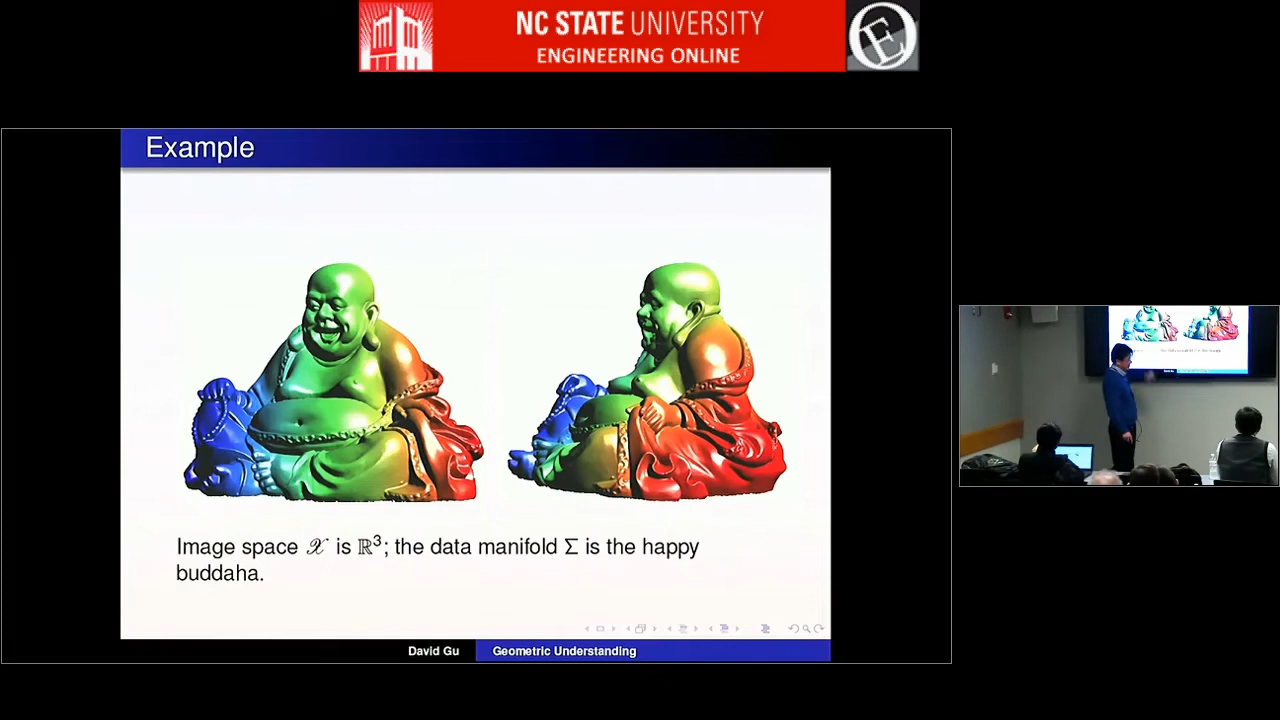 NC STATE UNIVERSITY
ENGINEERING ONLINE
Example
Image space 𝒳 is ℝ³; the data manifold Σ is the happy
buddaha.
David Gu
Geometric Understanding